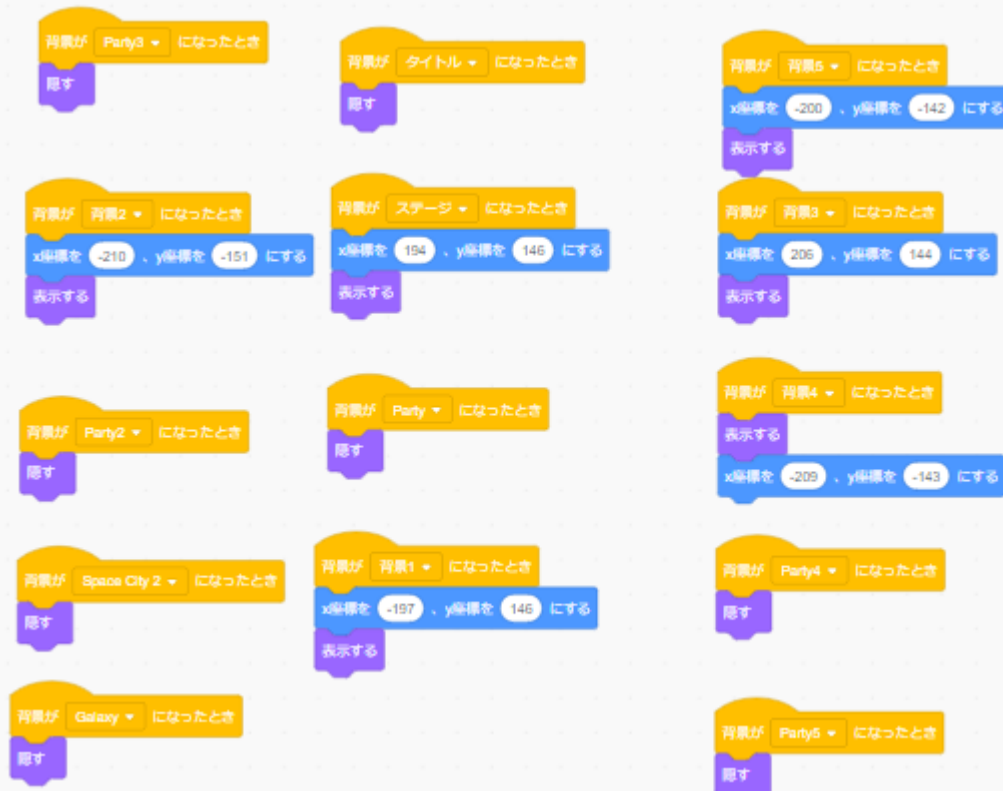 背景が Party3 になったとき
隠す
背景が タイトル になったとき
隠す
背景が 背景5 になったとき
x座標を -200 、y座標を -142 にする
表示する
背景が 背景2 になったとき
x座標を -210 、y座標を -151 にする
表示する
背景が ステージ になったとき
x座標を 194 、y座標を 146 にする
表示する
背景が 背景3 になったとき
x座標を 206 、y座標を 144 にする
表示する
背景が Party2 になったとき
隠す
背景が Party になったとき
隠す
背景が 背景4 になったとき
表示する
x座標を -209 、y座標を -143 にする
背景が Space City 2 になったとき
隠す
背景が 背景1 になったとき
x座標を -197 、y座標を 146 にする
表示する
背景が Party4 になったとき
隠す
背景が Galaxy になったとき
隠す
背景が Party5 になったとき
隠す